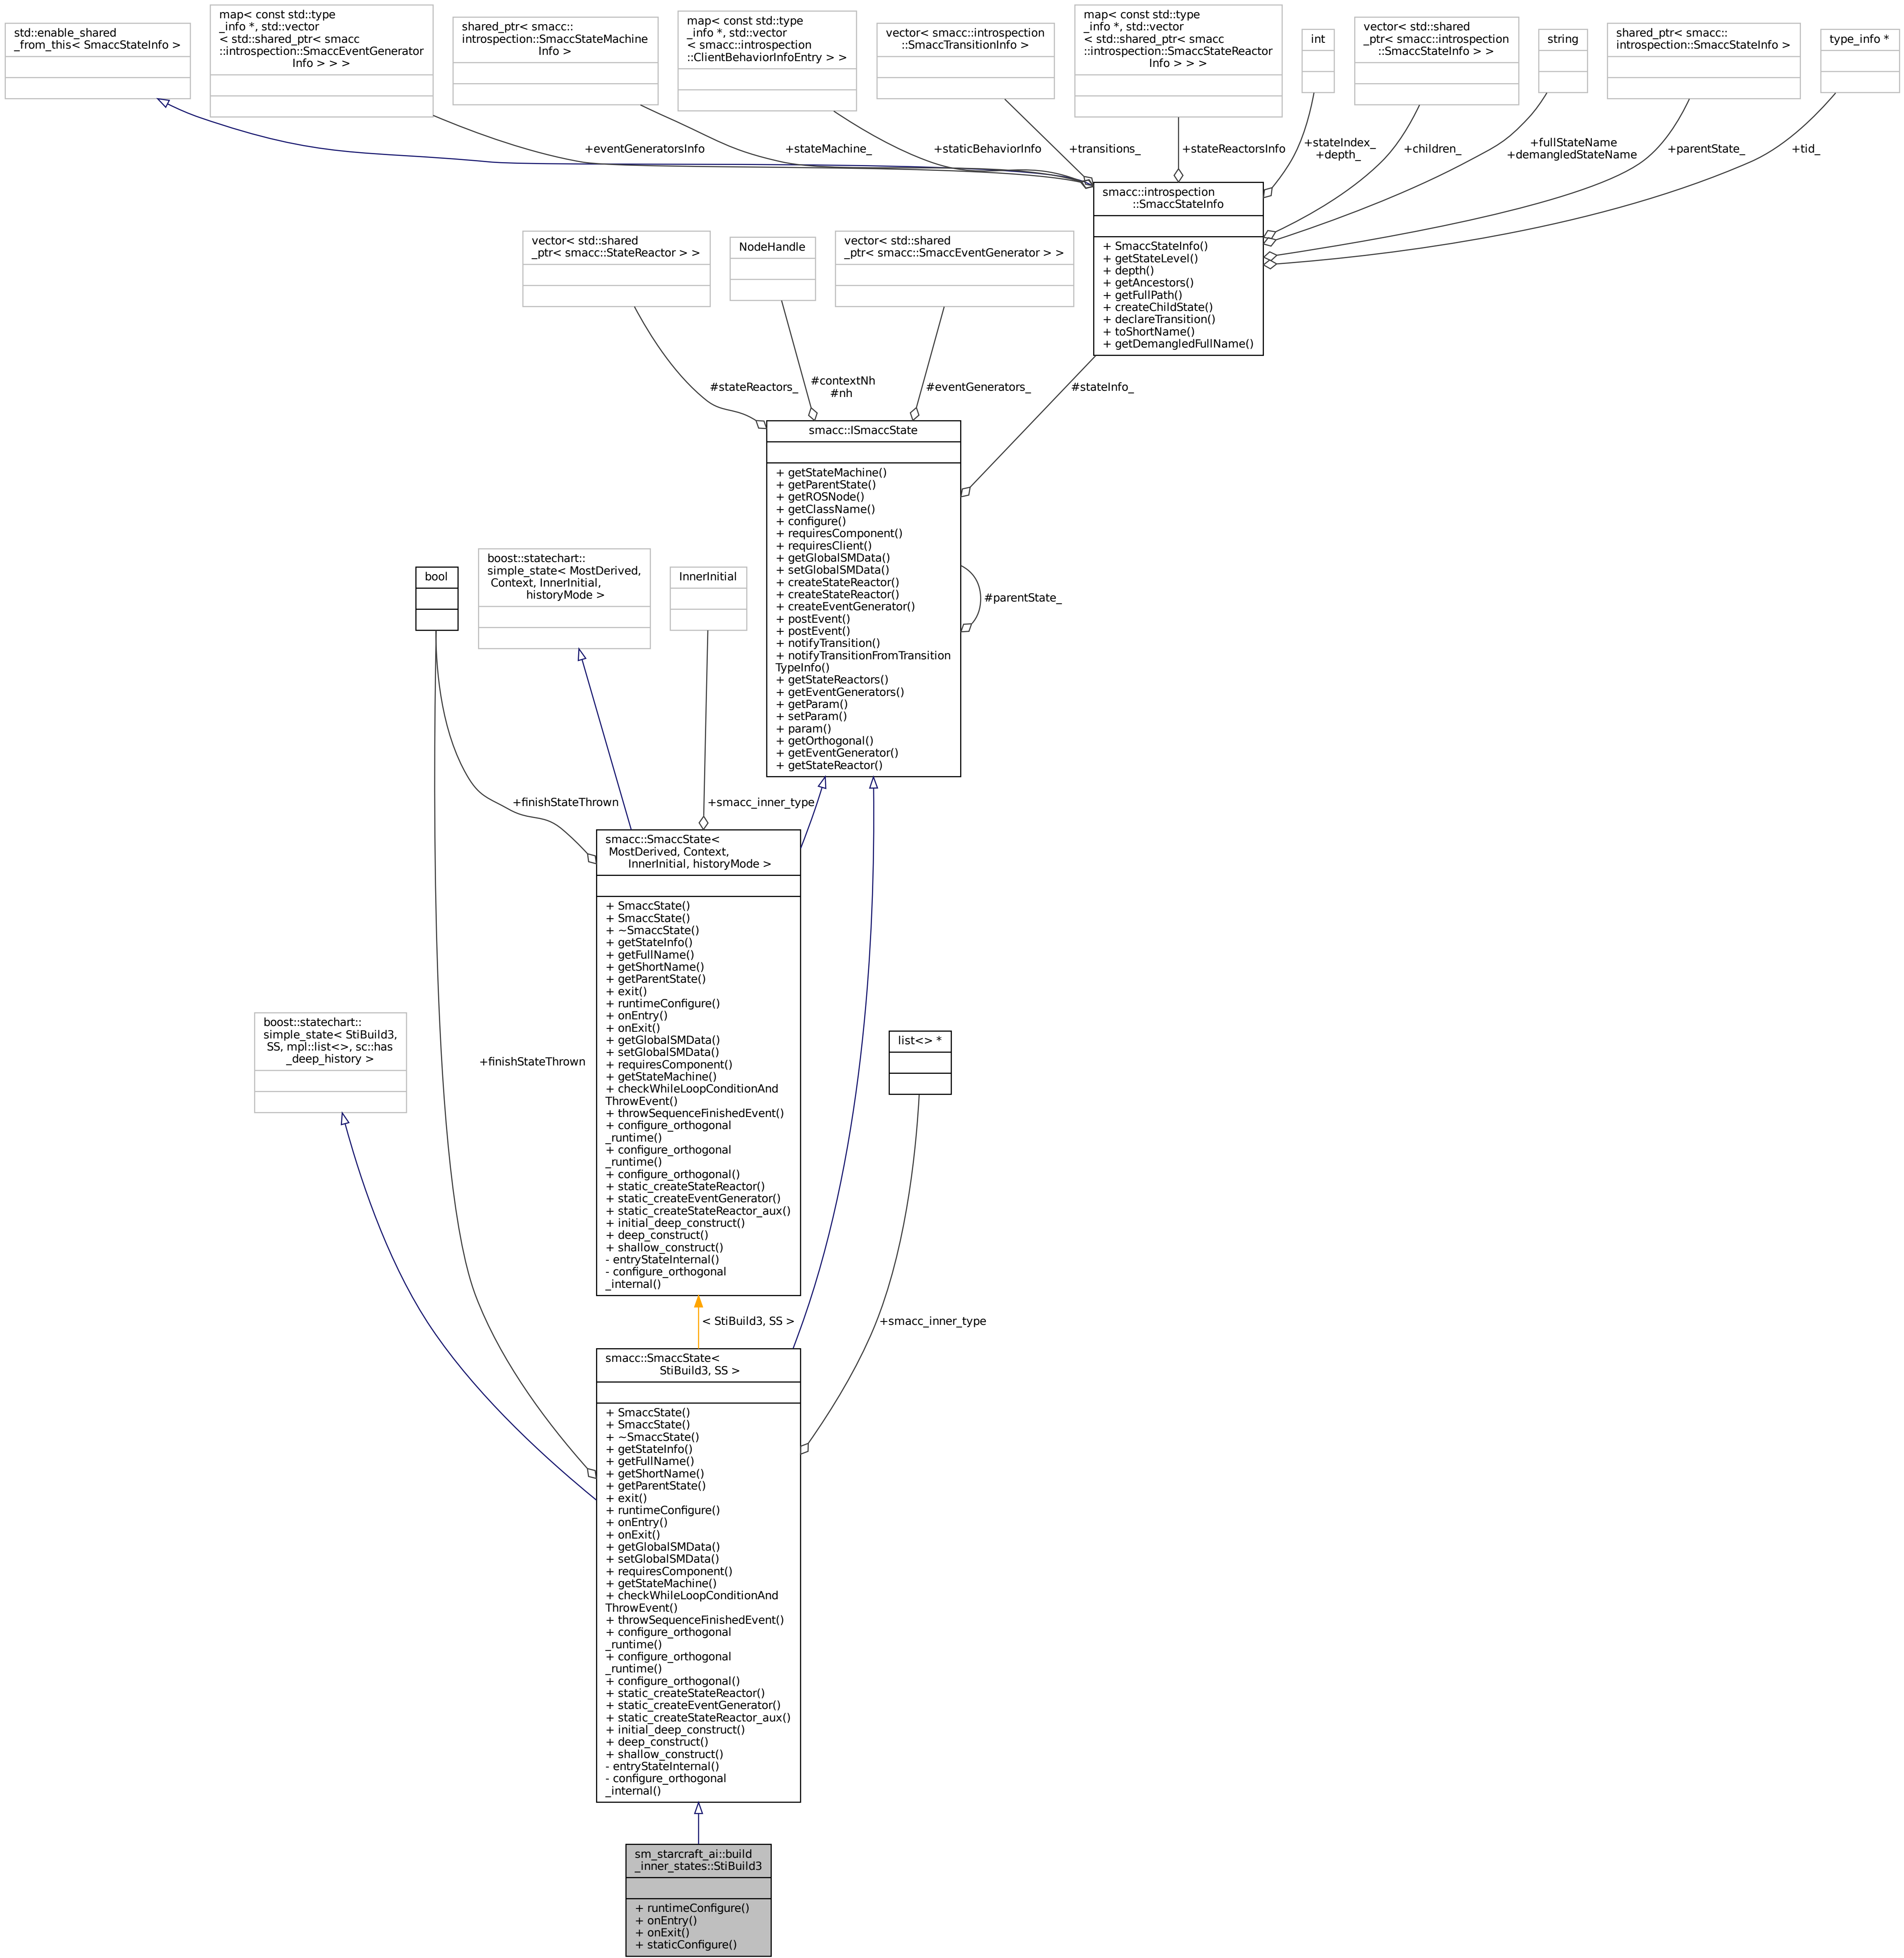 std::enable_shared
_from_this< SmaccStateInfo >
map< const std::type
_info *, std::vector
< std::shared_ptr< smacc
::introspection::SmaccEventGenerator
Info > > >
shared_ptr< smacc::
introspection::SmaccStateMachine
Info >
map< const std::type
_info *, std::vector
< smacc::introspection
::ClientBehaviorInfoEntry > >
vector< smacc::introspection
::SmaccTransitionInfo >
map< const std::type
_info *, std::vector
< std::shared_ptr< smacc
::introspection::SmaccStateReactor
Info > > >
int
vector< std::shared
_ptr< smacc::introspection
::SmaccStateInfo > >
string
shared_ptr< smacc::
introspection::SmaccStateInfo >
type_info *
+eventGeneratorsInfo
+stateMachine_
+staticBehaviorInfo
+transitions_
+stateReactorsInfo
+stateIndex_
+depth_
+children_
+fullStateName
+demangledStateName
+parentState_
+tid_
smacc::introspection
::SmaccStateInfo
+ SmaccStateInfo()
+ getStateLevel()
+ depth()
+ getAncestors()
+ getFullPath()
+ createChildState()
+ declareTransition()
+ toShortName()
+ getDemangledFullName()
vector< std::shared
_ptr< smacc::StateReactor > >
NodeHandle
vector< std::shared
_ptr< smacc::SmaccEventGenerator > >
#stateReactors_
#contextNh
#nh
#eventGenerators_
#stateInfo_
smacc::ISmaccState
+ getStateMachine()
+ getParentState()
+ getROSNode()
+ getClassName()
+ configure()
+ requiresComponent()
+ requiresClient()
+ getGlobalSMData()
+ setGlobalSMData()
+ createStateReactor()
+ createStateReactor()
+ createEventGenerator()
+ postEvent()
+ postEvent()
+ notifyTransition()
+ notifyTransitionFromTransition
TypeInfo()
+ getStateReactors()
+ getEventGenerators()
+ getParam()
+ setParam()
+ param()
+ getOrthogonal()
+ getEventGenerator()
+ getStateReactor()
#parentState_
bool
boost::statechart::
simple_state< MostDerived,
Context, InnerInitial,
historyMode >
InnerInitial
+finishStateThrown
+smacc_inner_type
smacc::SmaccState<
MostDerived, Context,
InnerInitial, historyMode >
+ SmaccState()
+ SmaccState()
+ ~SmaccState()
+ getStateInfo()
+ getFullName()
+ getShortName()
+ getParentState()
+ exit()
+ runtimeConfigure()
+ onEntry()
+ onExit()
+ getGlobalSMData()
+ setGlobalSMData()
+ requiresComponent()
+ getStateMachine()
+ checkWhileLoopConditionAnd
ThrowEvent()
+ throwSequenceFinishedEvent()
+ configure_orthogonal
_runtime()
+ configure_orthogonal
_runtime()
+ configure_orthogonal()
+ static_createStateReactor()
+ static_createEventGenerator()
+ static_createStateReactor_aux()
+ initial_deep_construct()
+ deep_construct()
+ shallow_construct()
- entryStateInternal()
- configure_orthogonal
_internal()
boost::statechart::
simple_state< StiBuild3,
SS, mpl::list<>, sc::has
_deep_history >
+finishStateThrown
list<> *
< StiBuild3, SS >
+smacc_inner_type
smacc::SmaccState<
StiBuild3, SS >
+ SmaccState()
+ SmaccState()
+ ~SmaccState()
+ getStateInfo()
+ getFullName()
+ getShortName()
+ getParentState()
+ exit()
+ runtimeConfigure()
+ onEntry()
+ onExit()
+ getGlobalSMData()
+ setGlobalSMData()
+ requiresComponent()
+ getStateMachine()
+ checkWhileLoopConditionAnd
ThrowEvent()
+ throwSequenceFinishedEvent()
+ configure_orthogonal
_runtime()
+ configure_orthogonal
_runtime()
+ configure_orthogonal()
+ static_createStateReactor()
+ static_createEventGenerator()
+ static_createStateReactor_aux()
+ initial_deep_construct()
+ deep_construct()
+ shallow_construct()
- entryStateInternal()
- configure_orthogonal
_internal()
sm_starcraft_ai::build
_inner_states::StiBuild3
+ runtimeConfigure()
+ onEntry()
+ onExit()
+ staticConfigure()